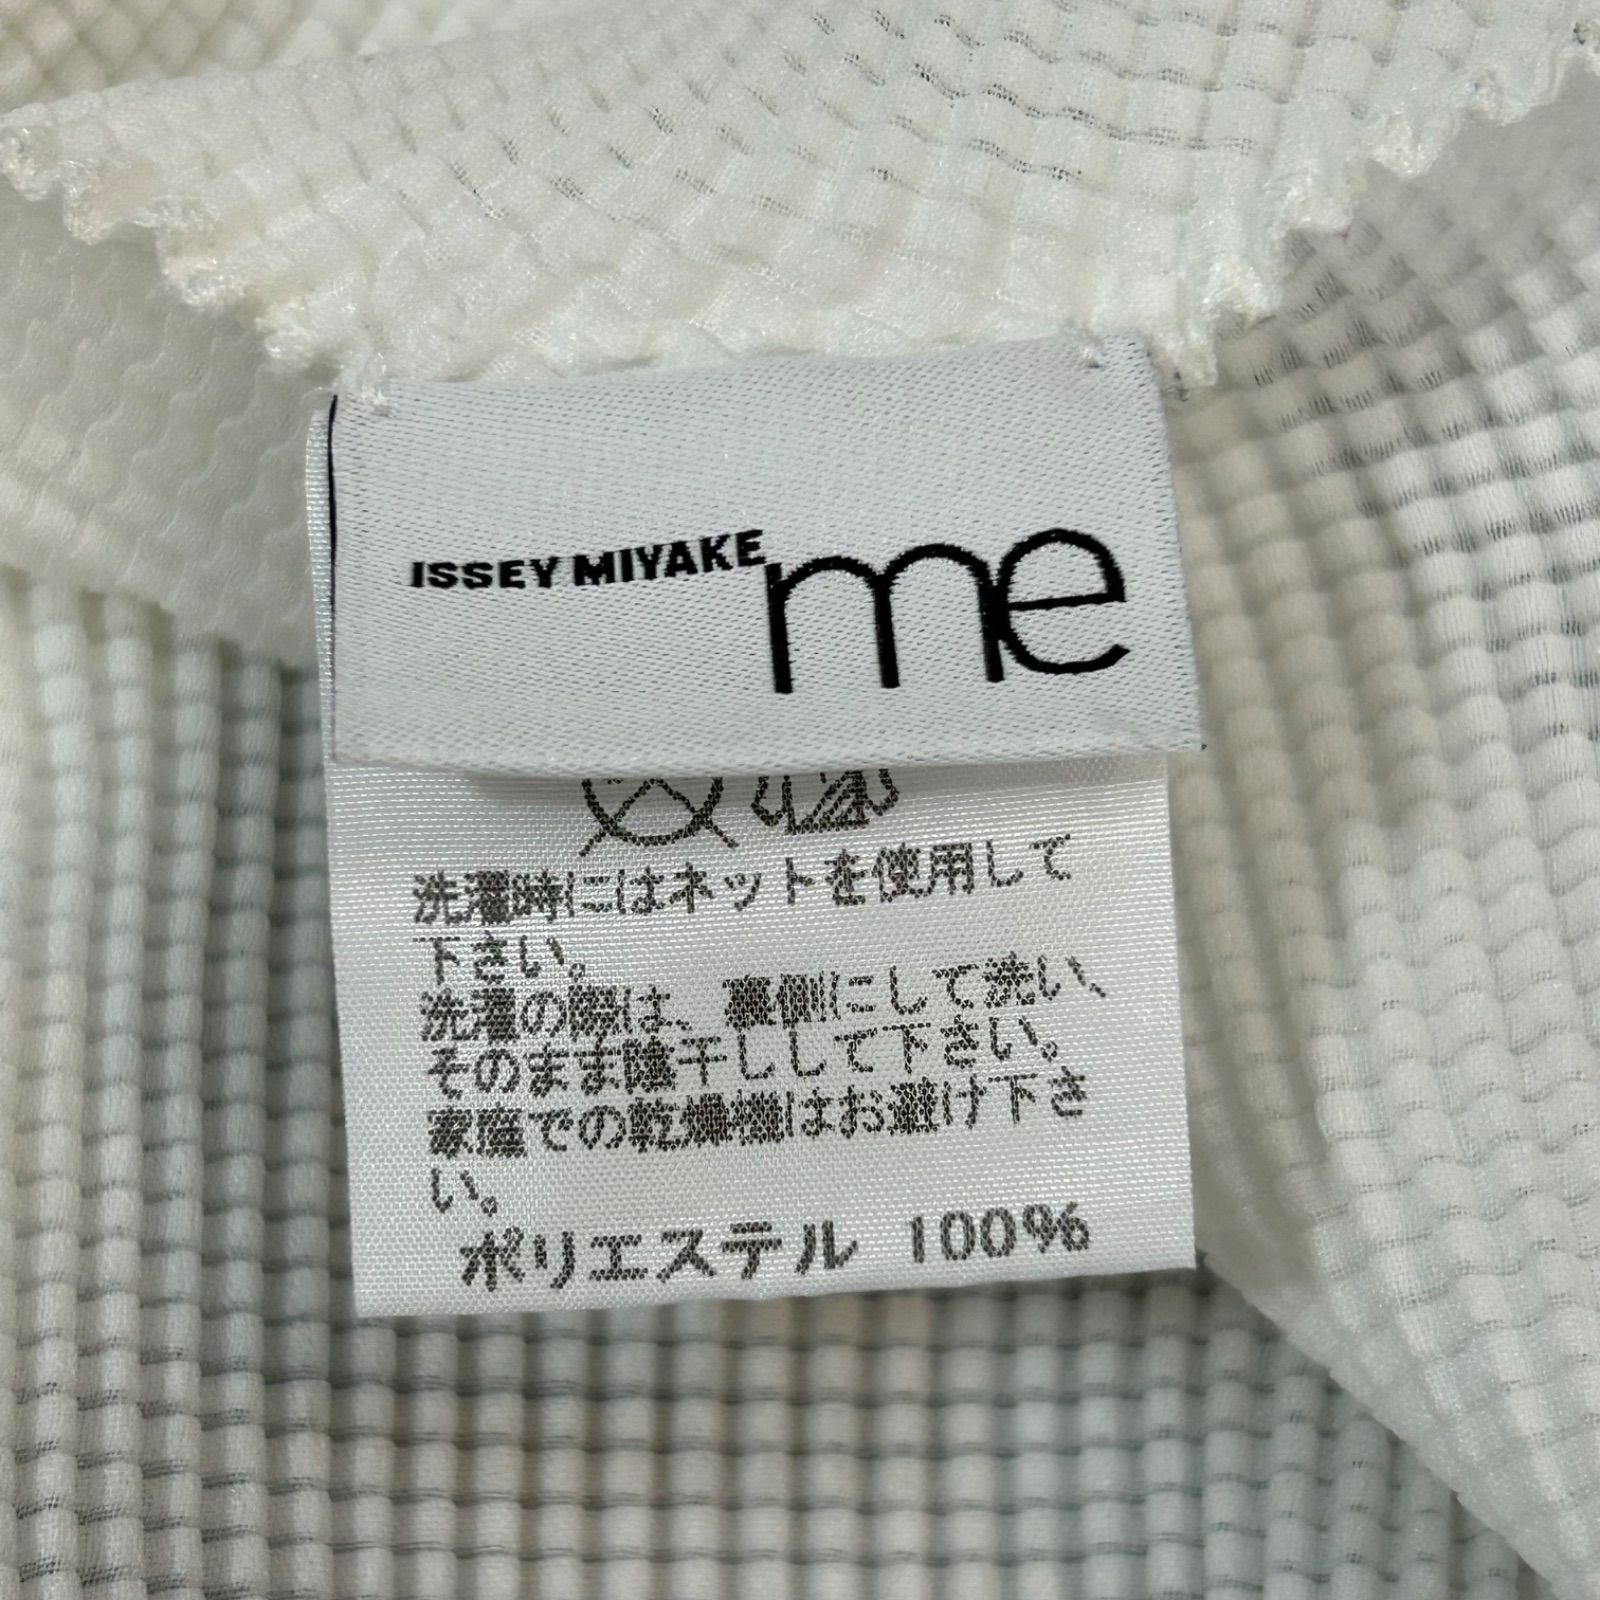 ISSEY MIYAKE me
洗濯時にはネットを使用して
下さい。
洗濯の際は、裏側にして洗い、
そのまま陰干しして下さい。
家庭での乾燥機はお避け下さ
い。
ポリエステル 100%